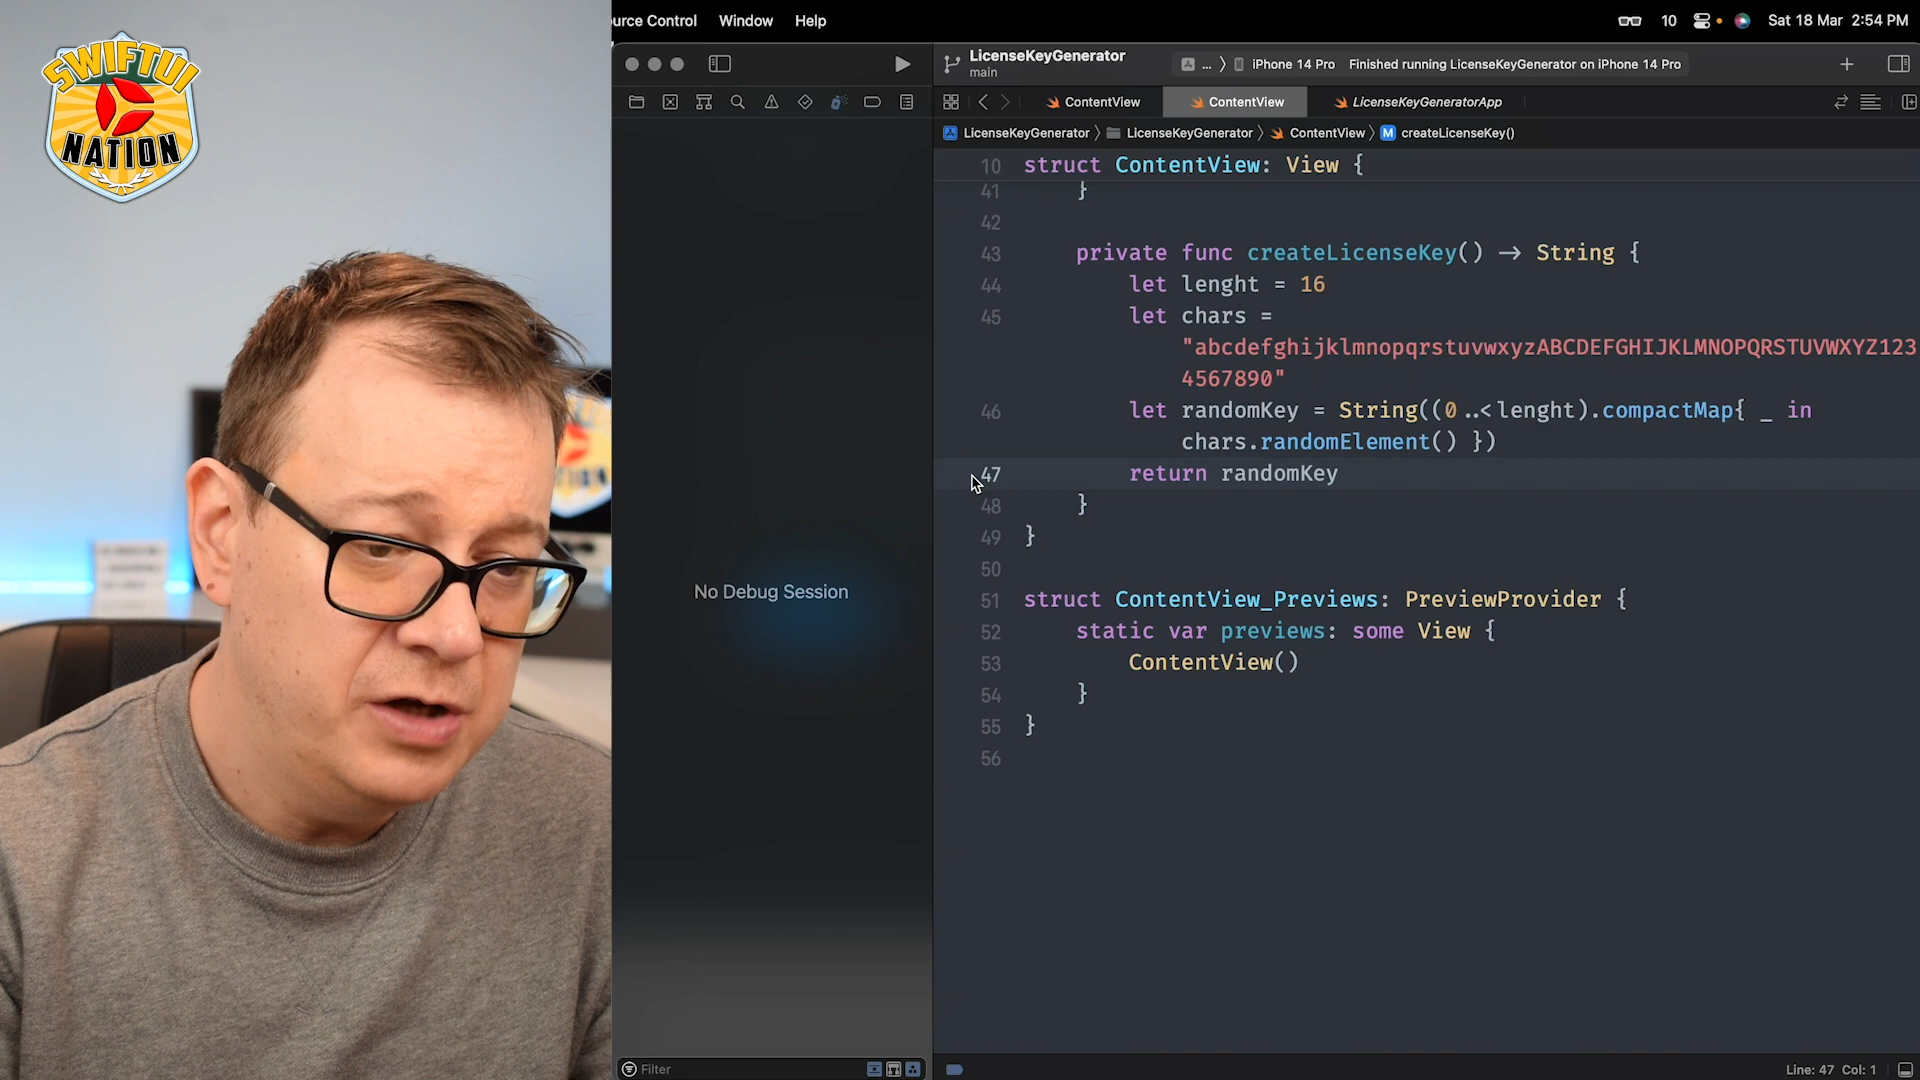 SWIFTUI
NATION
urce Control Window Help
10 Sat 18 Mar 2:54 PM
LicenseKeyGenerator
main
... iPhone 14 Pro Finished running LicenseKeyGenerator on iPhone 14 Pro
ContentView ContentView LicenseKeyGeneratorApp
LicenseKeyGenerator LicenseKeyGenerator ContentView M createLicenseKey()
10 struct ContentView: View {
41 }
42
43 private func createLicenseKey() → String {
44 let lenght = 16
45 let chars =
"abcdefghijklmnopqrstuvwxyzABCDEFGHIJKLMNOPQRSTUVWXYZ123
4567890"
46 let randomKey = String((0..<lenght).compactMap{ _ in
chars.randomElement() })
47 return randomKey
48 }
49 }
50
51 struct ContentView_Previews: PreviewProvider {
52 static var previews: some View {
53 ContentView()
54 }
55 }
56
No Debug Session
Filter
Line: 47 Col: 1